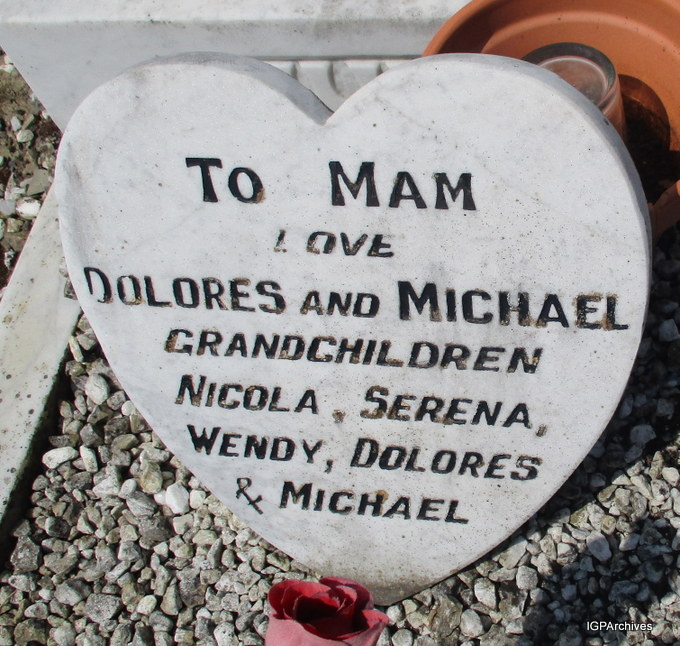 To Mam
Love
Dolores and Michael
Grandchildren
Nicola, Serena,
Wendy, Dolores
& Michael
IGPArchives